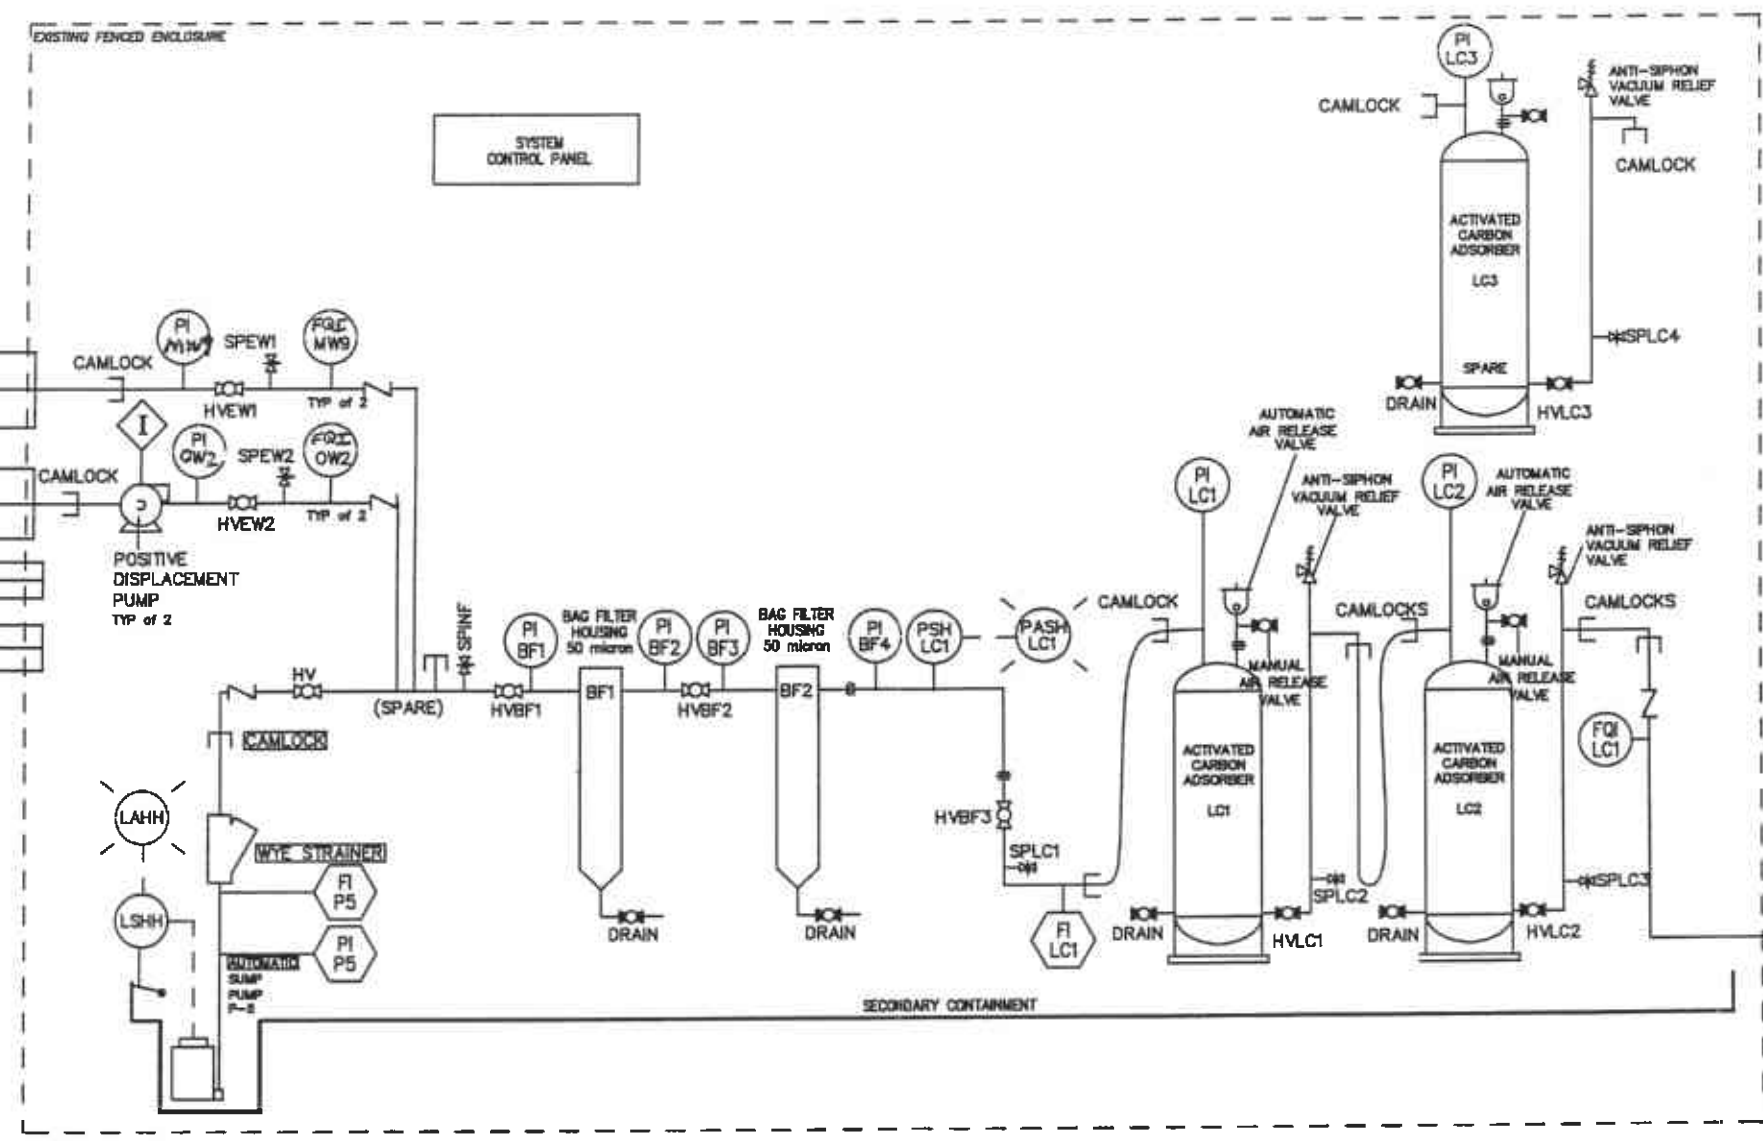 EXISTING FENCED ENCLOSURE
SYSTEM
CONTROL PANEL
PI
LC3
CAMLOCK
ANTI-SIPHON
VACUUM RELIEF
VALVE
CAMLOCK
ACTIVATED
CARBON
ADSORBER
LC3
SPARE
SPLC4
DRAIN
HVLC3
CAMLOCK
PI
MW9
SPEW1
FQI
MW9
HVEW1
TYP of 2
I
CAMLOCK
PI
OW2
SPEW2
FQI
OW2
HVEW2
TYP of 2
POSITIVE
DISPLACEMENT
PUMP
TYP of 2
HV
(SPARE)
SPINF
PI
BF1
HVBF1
BAG FILTER
HOUSING
50 micron
BF1
DRAIN
PI
BF2
PI
BF3
HVBF2
BAG FILTER
HOUSING
50 micron
BF2
DRAIN
PI
BF4
PSH
LC1
PASH
LC1
HVBF3
SPLC1
FI
LC1
CAMLOCK
PI
LC1
AUTOMATIC
AIR RELEASE
VALVE
ANTI-SIPHON
VACUUM RELIEF
VALVE
MANUAL
AIR RELEASE
VALVE
ACTIVATED
CARBON
ADSORBER
LC1
DRAIN
HVLC1
SPLC2
CAMLOCKS
PI
LC2
AUTOMATIC
AIR RELEASE
VALVE
ANTI-SIPHON
VACUUM RELIEF
VALVE
CAMLOCKS
MANUAL
AIR RELEASE
VALVE
ACTIVATED
CARBON
ADSORBER
LC2
FQI
LC1
SPLC3
DRAIN
HVLC2
CAMLOCK
LAHH
WYE STRAINER
FI
P5
LSHH
PI
P5
AUTOMATIC
SUMP
PUMP
SECONDARY CONTAINMENT